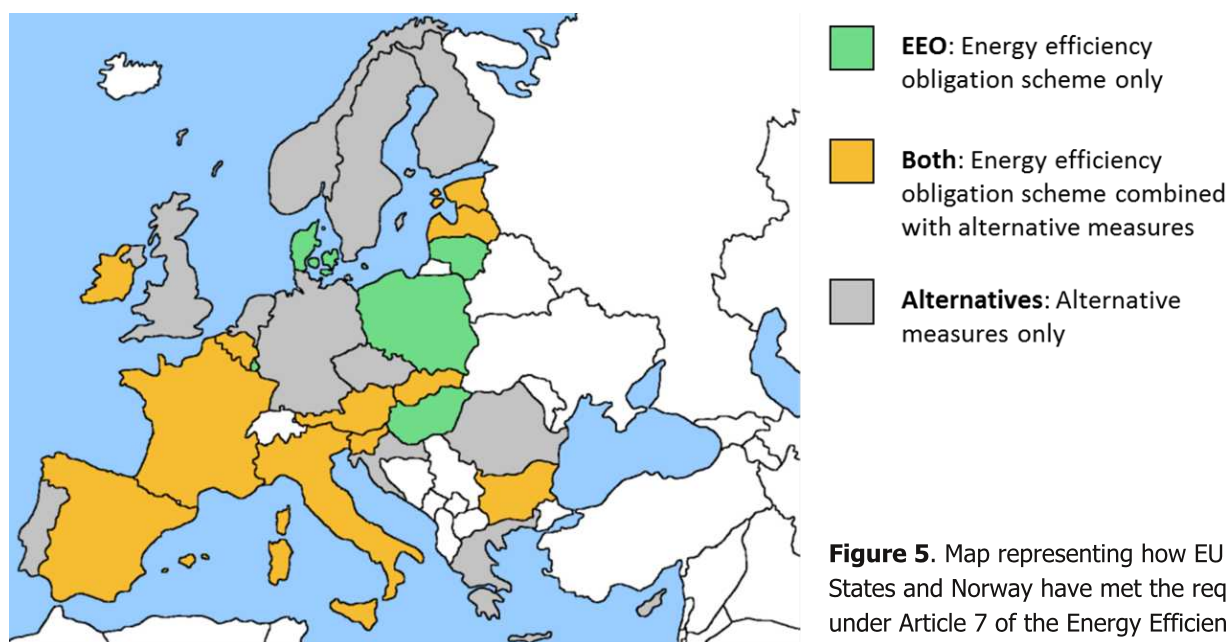 EEO: Energy efficiency
obligation scheme only
Both: Energy efficiency
obligation scheme combined
with alternative measures
Alternatives: Alternative
measures only
Figure 5. Map representing how EU
States and Norway have met the req
under Article 7 of the Energy Efficien